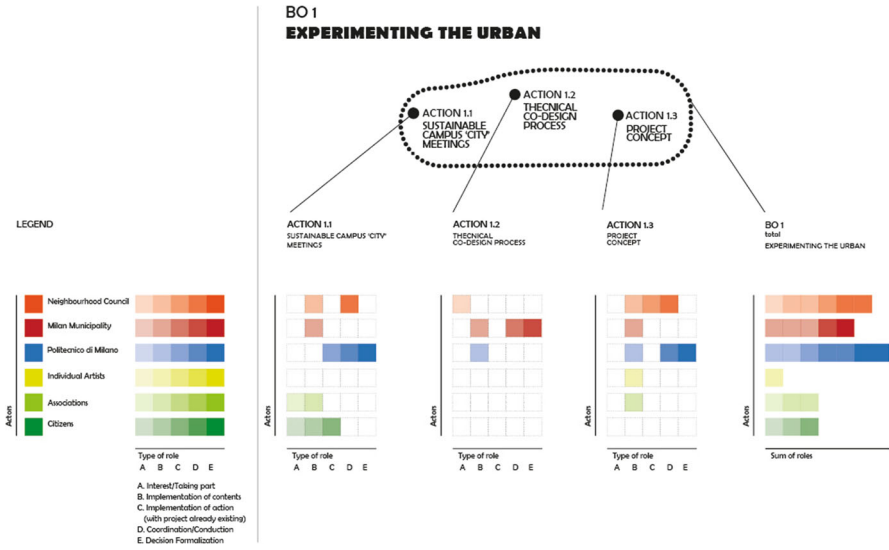 BO 1
EXPERIMENTING THE URBAN
ACTION 1.1
SUSTAINABLE
CAMPUS 'CITY'
MEETINGS
ACTION 1.2
THECNICAL
CO-DESIGN
PROCESS
ACTION 1.3
PROJECT
CONCEPT
LEGEND
ACTION 1.1
SUSTAINABLE CAMPUS 'CITY'
MEETINGS
ACTION 1.2
THECNICAL
CO-DESIGN PROCESS
ACTION 1.3
PROJECT
CONCEPT
BO 1
total
EXPERIMENTING THE URBAN
Actors
Neighbourhood Council
Milan Municipality
Politecnico di Milano
Individual Artists
Associations
Citizens
Type of role
A B C D E
A. Interest/Taking part
B. Implementation of contents
C. Implementation of action
(with project already existing)
D. Coordination/Conduction
E. Decision Formalization
Actors
Type of role
A B C D E
Actors
Type of role
A B C D E
Actors
Type of role
A B C D E
Actors
Sum of roles